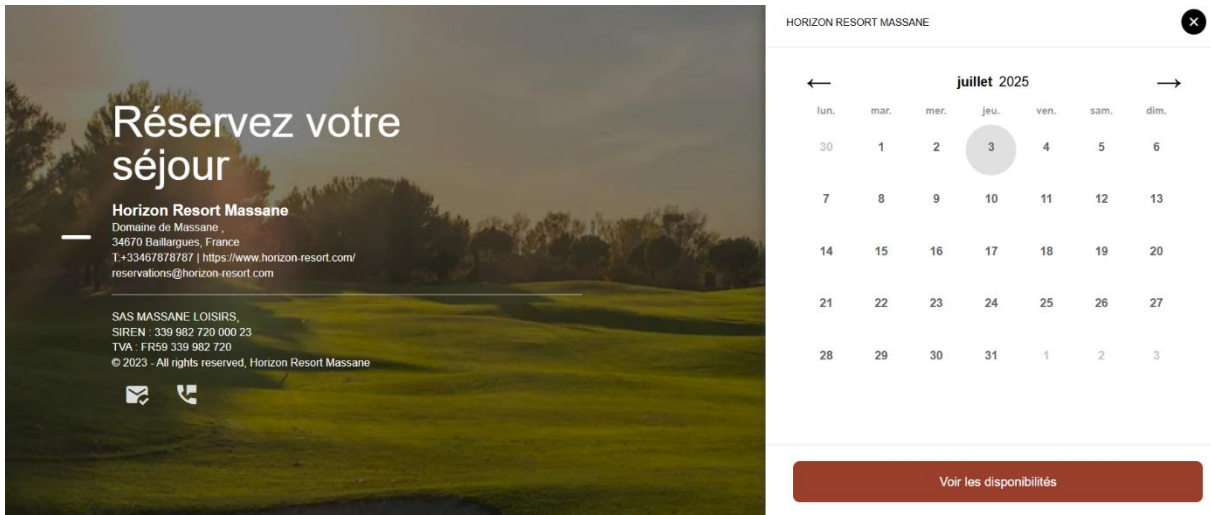 Réservez votre
séjour
Horizon Resort Massane
Domaine de Massane ,
34670 Baillargues, France
T:+33467878787 | https://www.horizon-resort.com/
reservations@horizon-resort.com
SAS MASSANE LOISIRS,
SIREN : 339 982 720 000 23
TVA : FR59 339 982 720
© 2023 - All rights reserved, Horizon Resort Massane
HORIZON RESORT MASSANE
juillet 2025
lun. mar. mer. jeu. ven. sam. dim.
30 1 2 3 4 5 6
7 8 9 10 11 12 13
14 15 16 17 18 19 20
21 22 23 24 25 26 27
28 29 30 31 1 2 3
Voir les disponibilités